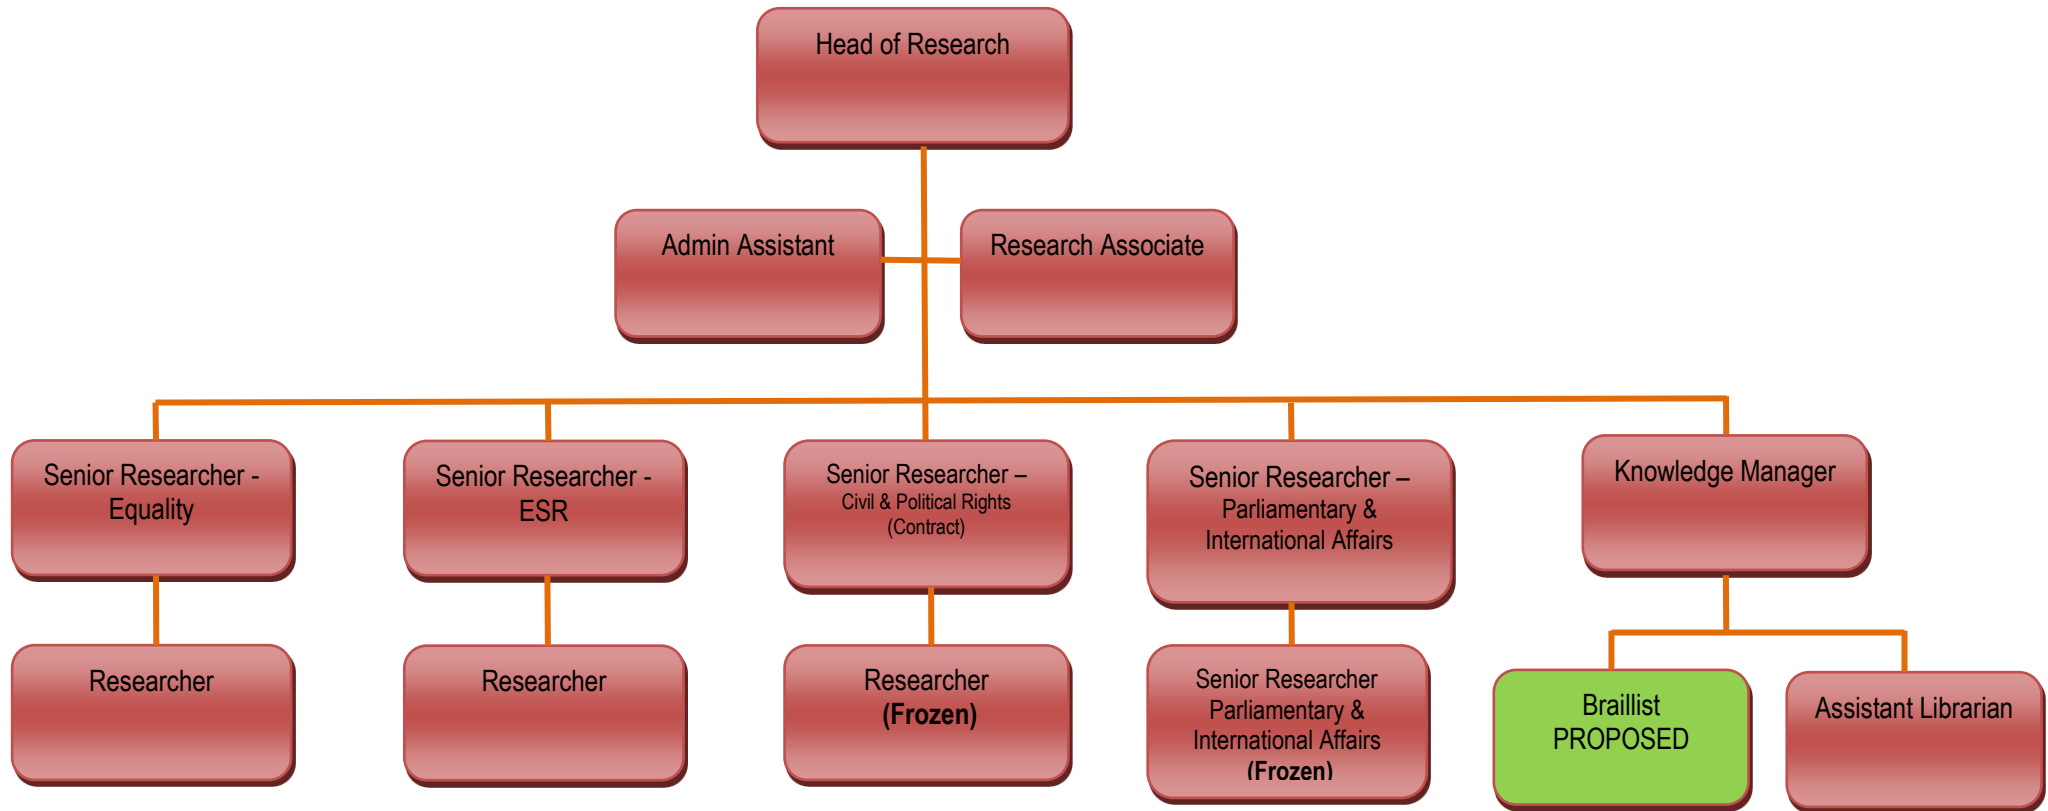 Head of Research
Admin Assistant
Research Associate
Senior Researcher -
Equality
Senior Researcher -
ESR
Senior Researcher –
Civil & Political Rights
(Contract)
Senior Researcher –
Parliamentary &
International Affairs
Knowledge Manager
Researcher
Researcher
Researcher
(Frozen)
Senior Researcher
Parliamentary &
International Affairs
(Frozen)
Braillist
PROPOSED
Assistant Librarian